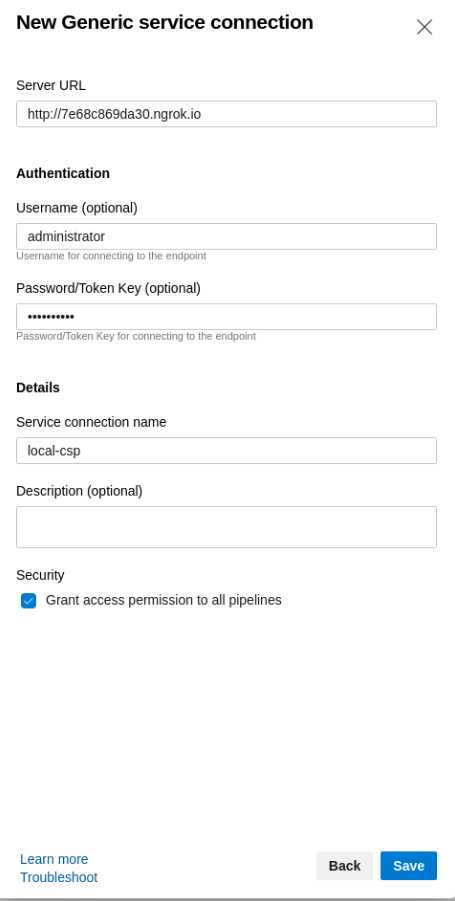 New Generic service connection
Server URL
http://7e68c869da30.ngrok.io
Authentication
Username (optional)
administrator
Username for connecting to the endpoint
Password/Token Key (optional)
••••••••••
Password/Token Key for connecting to the endpoint
Details
Service connection name
local-csp
Description (optional)
Security
Grant access permission to all pipelines
Learn more
Troubleshoot
Back
Save